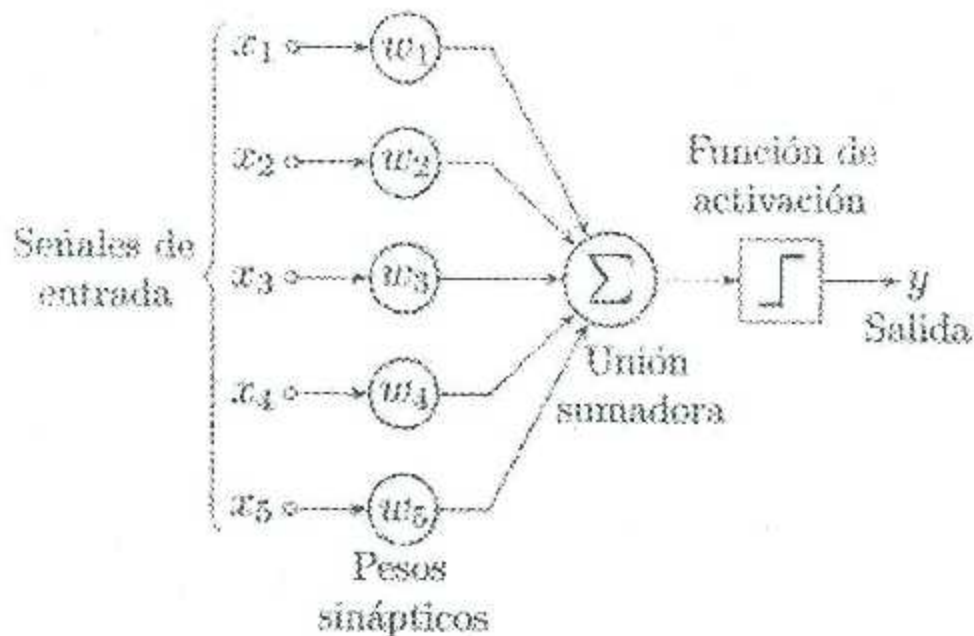 x1 w1
x2 w2
Función de
activación
Señales de
entrada
x3 w3 Σ y
Salida
Unión
sumadora
x4 w4
x5 w5
Pesos
sinápticos